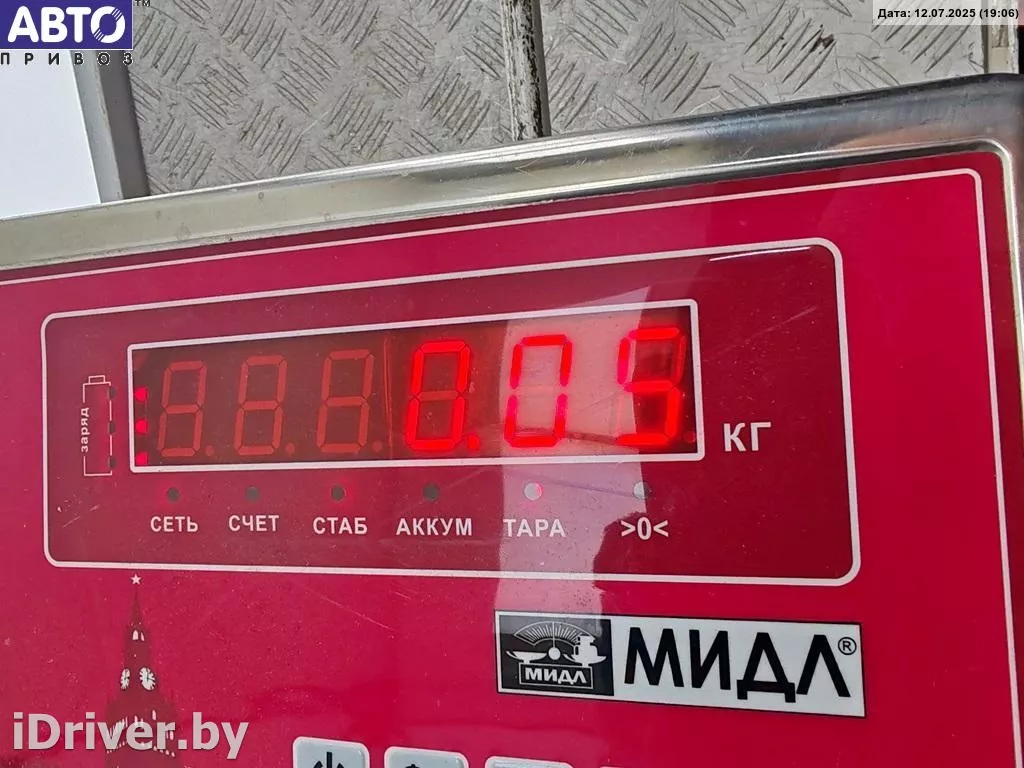 АВТО™
ПРИВОЗ
Дата: 12.07.2025 (19:06)
заряд
0.05
КГ
СЕТЬ СЧЕТ СТАБ АККУМ ТАРА >0<
МИДЛ
МИДЛ®
iDriver.by